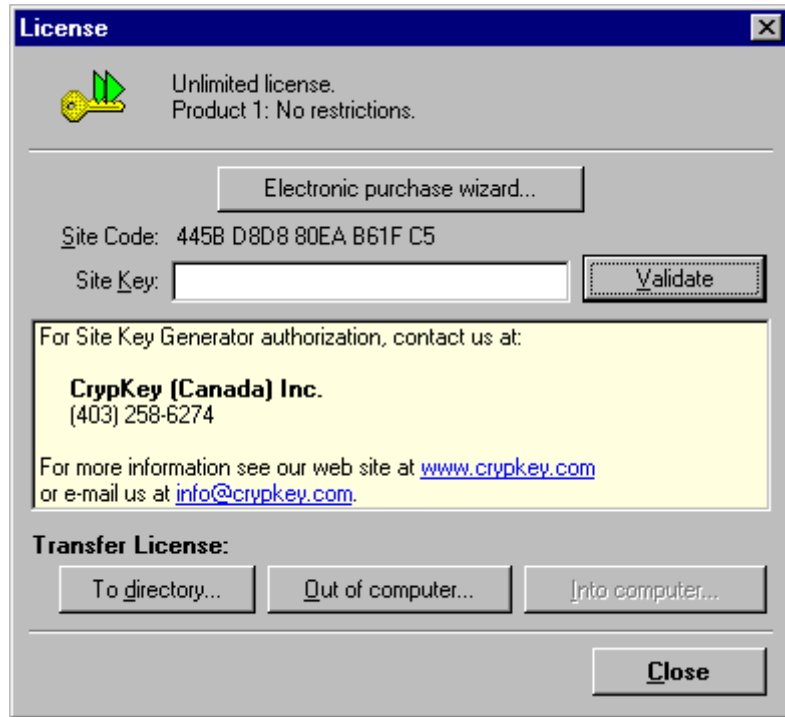 License
Unlimited license.
Product 1: No restrictions.
Electronic purchase wizard...
Site Code: 445B D8D8 80EA B61F C5
Site Key:
Validate
For Site Key Generator authorization, contact us at:
CrypKey (Canada) Inc.
(403) 258-6274
For more information see our web site at www.crypkey.com
or e-mail us at info@crypkey.com.
Transfer License:
To directory... Out of computer... Into computer...
Close